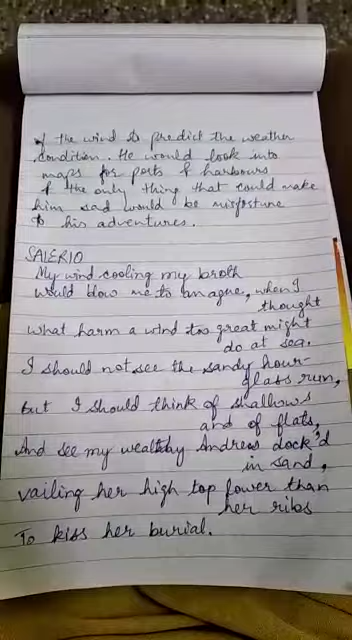 of the wind to predict the weather
condition. He would look into
maps for ports & harbours
& the only thing that could make
him sad would be misfortune
to his adventures.
SALERIO
My wind cooling my broth
would blow me to an ague, when I
thought
what harm a wind too great might
do at sea.
I should not see the sandy hour-
glass run,
But I should think of shallows
and of flats,
And see my wealthy Andrew dock'd
in sand,
vailing her high top lower than
her ribs
To kiss her burial.